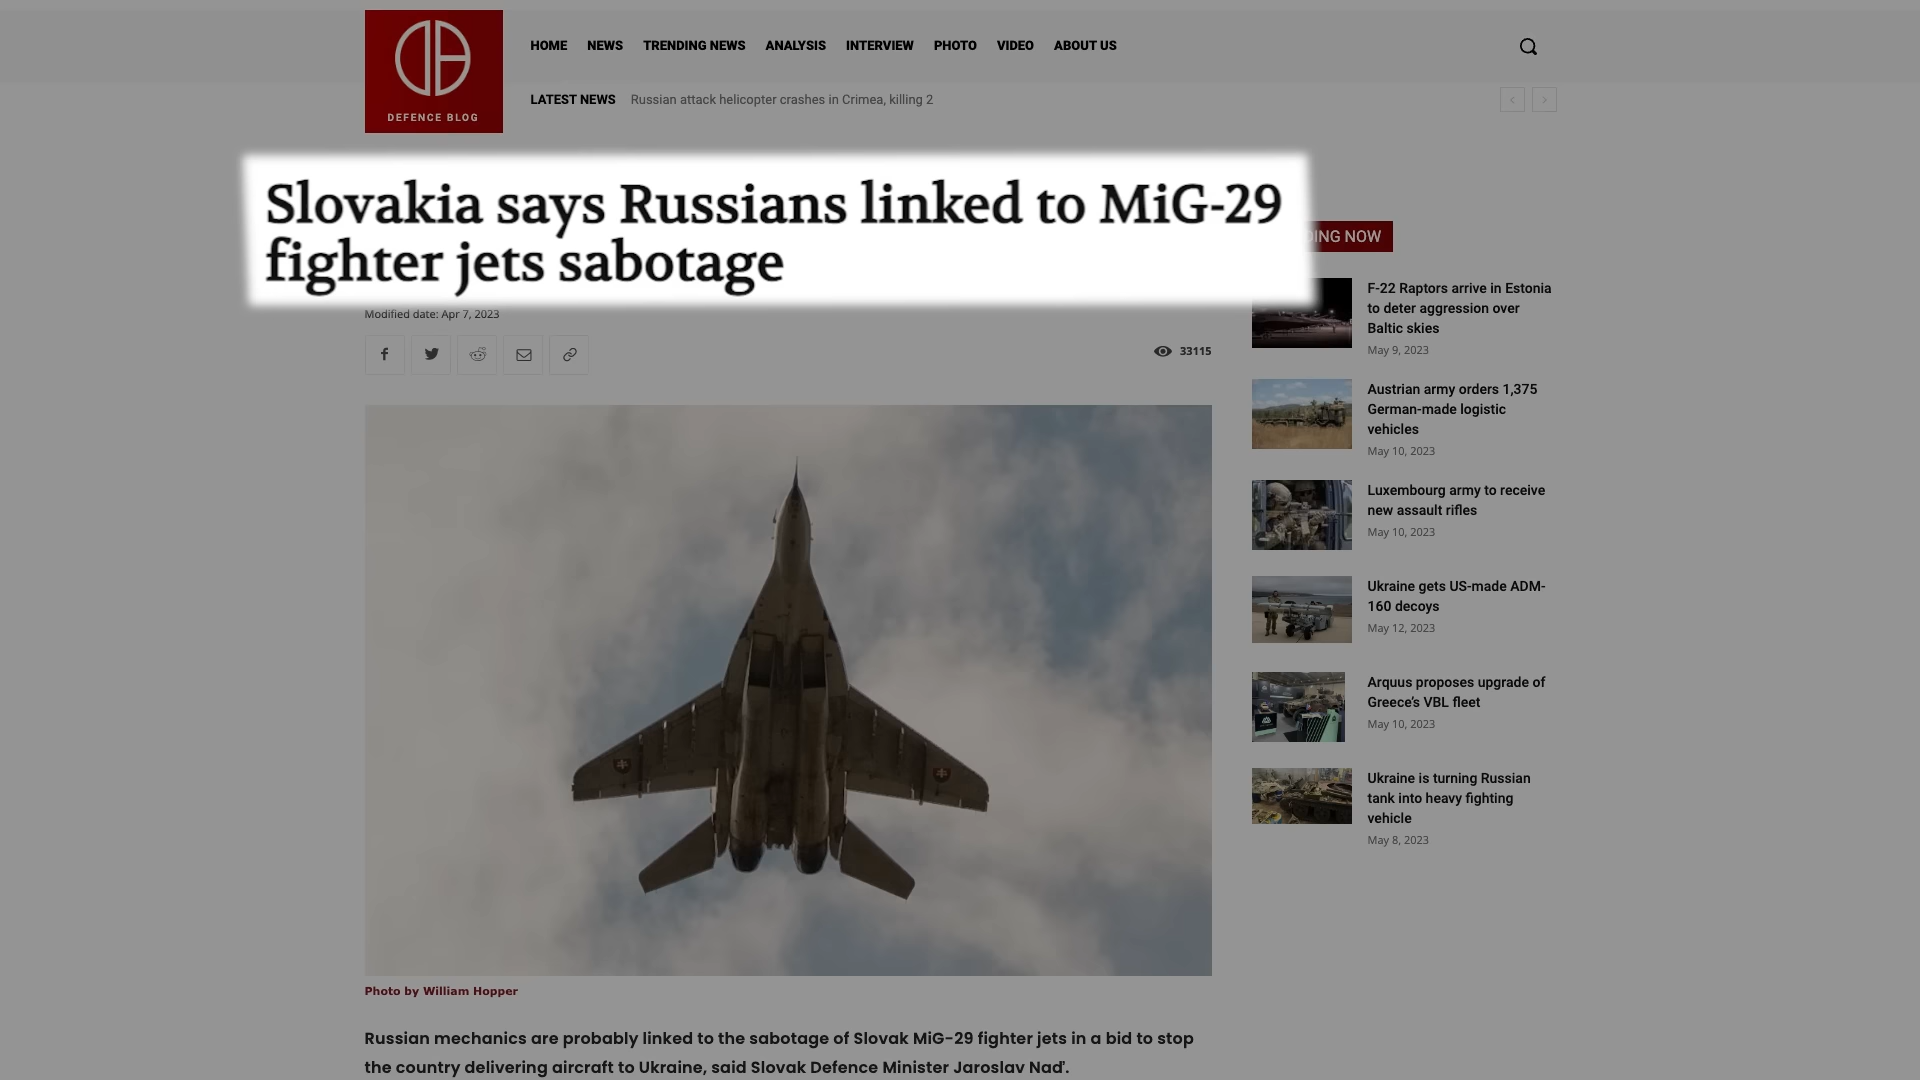 HOME NEWS TRENDING NEWS ANALYSIS INTERVIEW PHOTO VIDEO ABOUT US
DEFENCE BLOG
LATEST NEWS Russian attack helicopter crashes in Crimea, killing 2
Slovakia says Russians linked to MiG-29
fighter jets sabotage
Modified date: Apr 7, 2023
33115
Photo by William Hopper
Russian mechanics are probably linked to the sabotage of Slovak MiG-29 fighter jets in a bid to stop
the country delivering aircraft to Ukraine, said Slovak Defence Minister Jaroslav Naď.
NOW
F-22 Raptors arrive in Estonia
to deter aggression over
Baltic skies
May 9, 2023
Austrian army orders 1,375
German-made logistic
vehicles
May 10, 2023
Luxembourg army to receive
new assault rifles
May 10, 2023
Ukraine gets US-made ADM-
160 decoys
May 12, 2023
Arquus proposes upgrade of
Greece's VBL fleet
May 10, 2023
Ukraine is turning Russian
tank into heavy fighting
vehicle
May 8, 2023